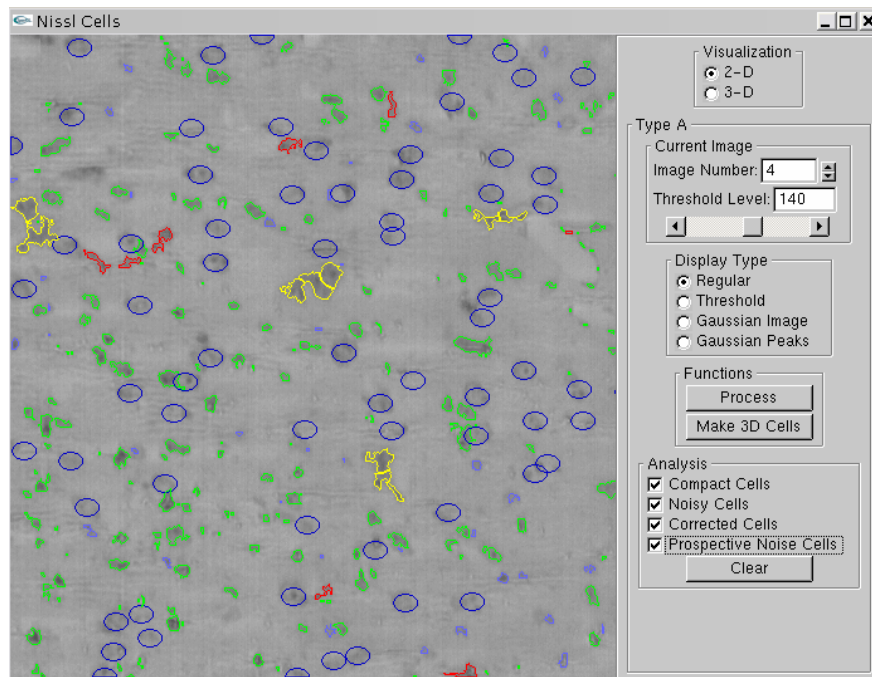 Nissl Cells
Visualization
2-D
3-D
Type A
Current Image
Image Number: 4
Threshold Level: 140
Display Type
Regular
Threshold
Gaussian Image
Gaussian Peaks
Functions
Process
Make 3D Cells
Analysis
Compact Cells
Noisy Cells
Corrected Cells
Prospective Noise Cells
Clear